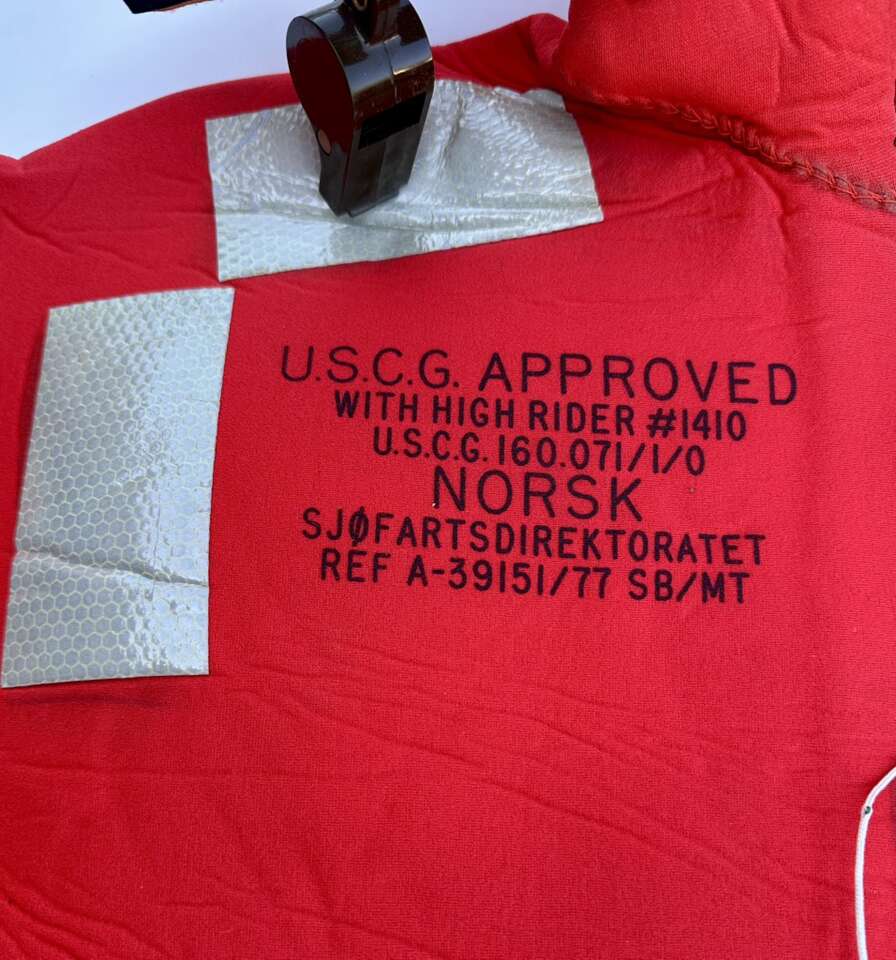 U.S.C.G. APPROVED
WITH HIGH RIDER #1410
U.S.C.G. 160.071/1/0
NORSK
SJØFARTSDIREKTORATET
REF A-39151/77 SB/MT